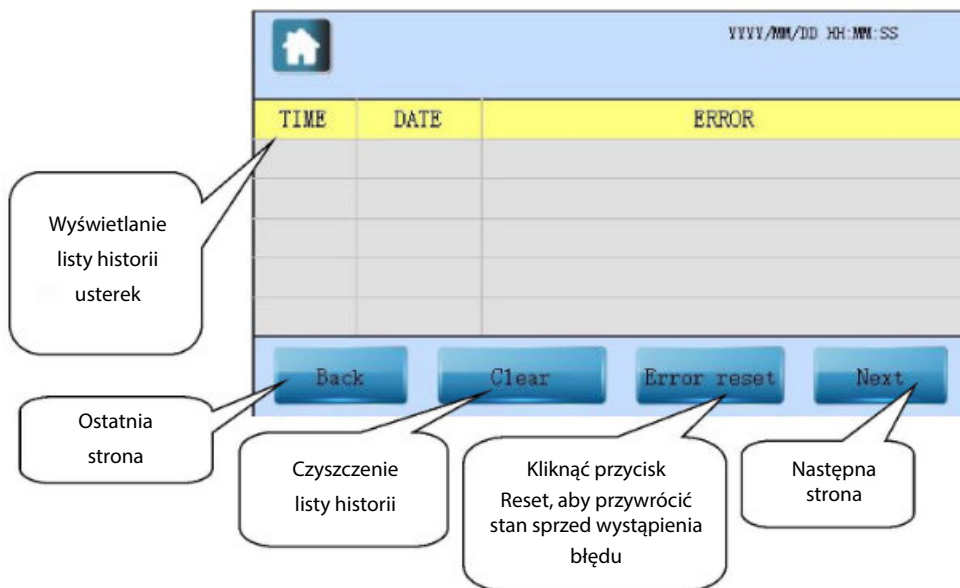 YYYY/MM/DD HH:MM:SS
TIME DATE ERROR
Wyświetlanie
listy historii
usterek
Back Clear Error reset Next
Ostatnia
strona
Czyszczenie
listy historii
Kliknąć przycisk
Reset, aby przywrócić
stan sprzed wystąpienia
błędu
Następna
strona